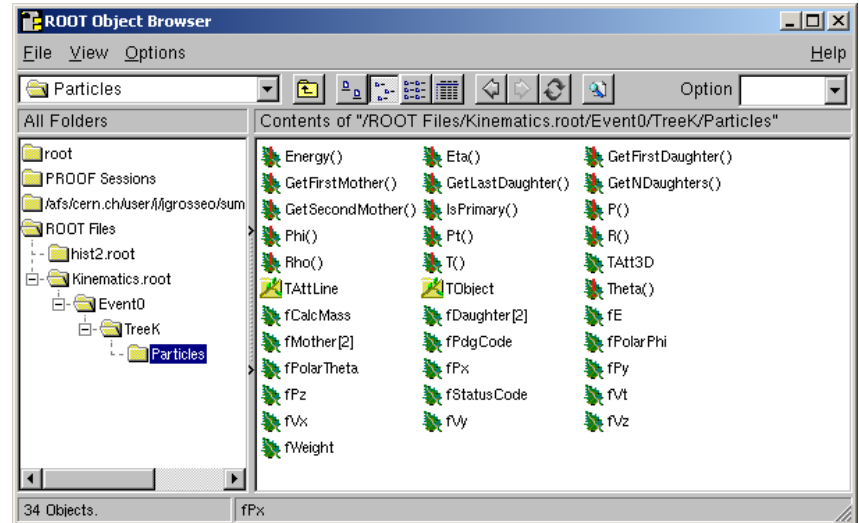 ROOT Object Browser
File View Options Help
Particles Option
All Folders Contents of "/ROOT Files/Kinematics.root/Event0/TreeK/Particles"
root
PROOF Sessions
/afs/cern.ch/user/j/jgrosseo/sum
ROOT Files
hist2.root
Kinematics.root
Event0
TreeK
Particles
Energy() Eta() GetFirstDaughter()
GetFirstMother() GetLastDaughter() GetNDaughters()
GetSecondMother() IsPrimary() P()
Phi() Pt() R()
Rho() T() TAtt3D
TAttLine TObject Theta()
fCalcMass fDaughter[2] fE
fMother[2] fPdgCode fPolarPhi
fPolarTheta fPx fPy
fPz fStatusCode fVt
fVx fVy fVz
fWeight
34 Objects. fPx